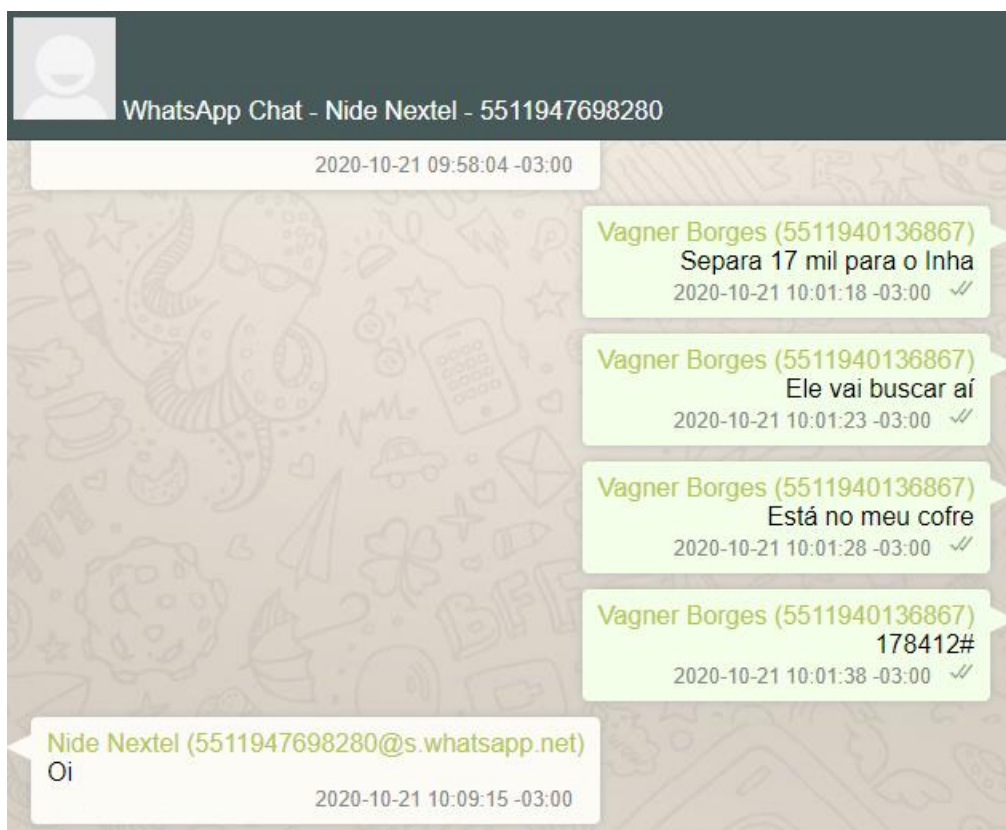 WhatsApp Chat - Nide Nextel - 5511947698280
2020-10-21 09:58:04 -03:00
Vagner Borges (5511940136867)
Separa 17 mil para o Inha
2020-10-21 10:01:18 -03:00
Vagner Borges (5511940136867)
Ele vai buscar aí
2020-10-21 10:01:23 -03:00
Vagner Borges (5511940136867)
Está no meu cofre
2020-10-21 10:01:28 -03:00
Vagner Borges (5511940136867)
178412#
2020-10-21 10:01:38 -03:00
Nide Nextel (5511947698280@s.whatsapp.net)
Oi
2020-10-21 10:09:15 -03:00